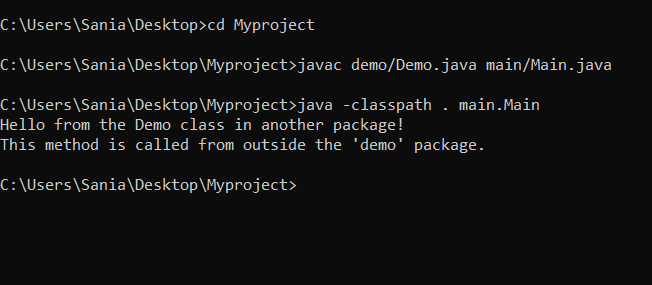 C:\Users\Sania\Desktop>cd Myproject
C:\Users\Sania\Desktop\Myproject>javac demo/Demo.java main/Main.java
C:\Users\Sania\Desktop\Myproject>java -classpath . main.Main
Hello from the Demo class in another package!
This method is called from outside the 'demo' package.
C:\Users\Sania\Desktop\Myproject>